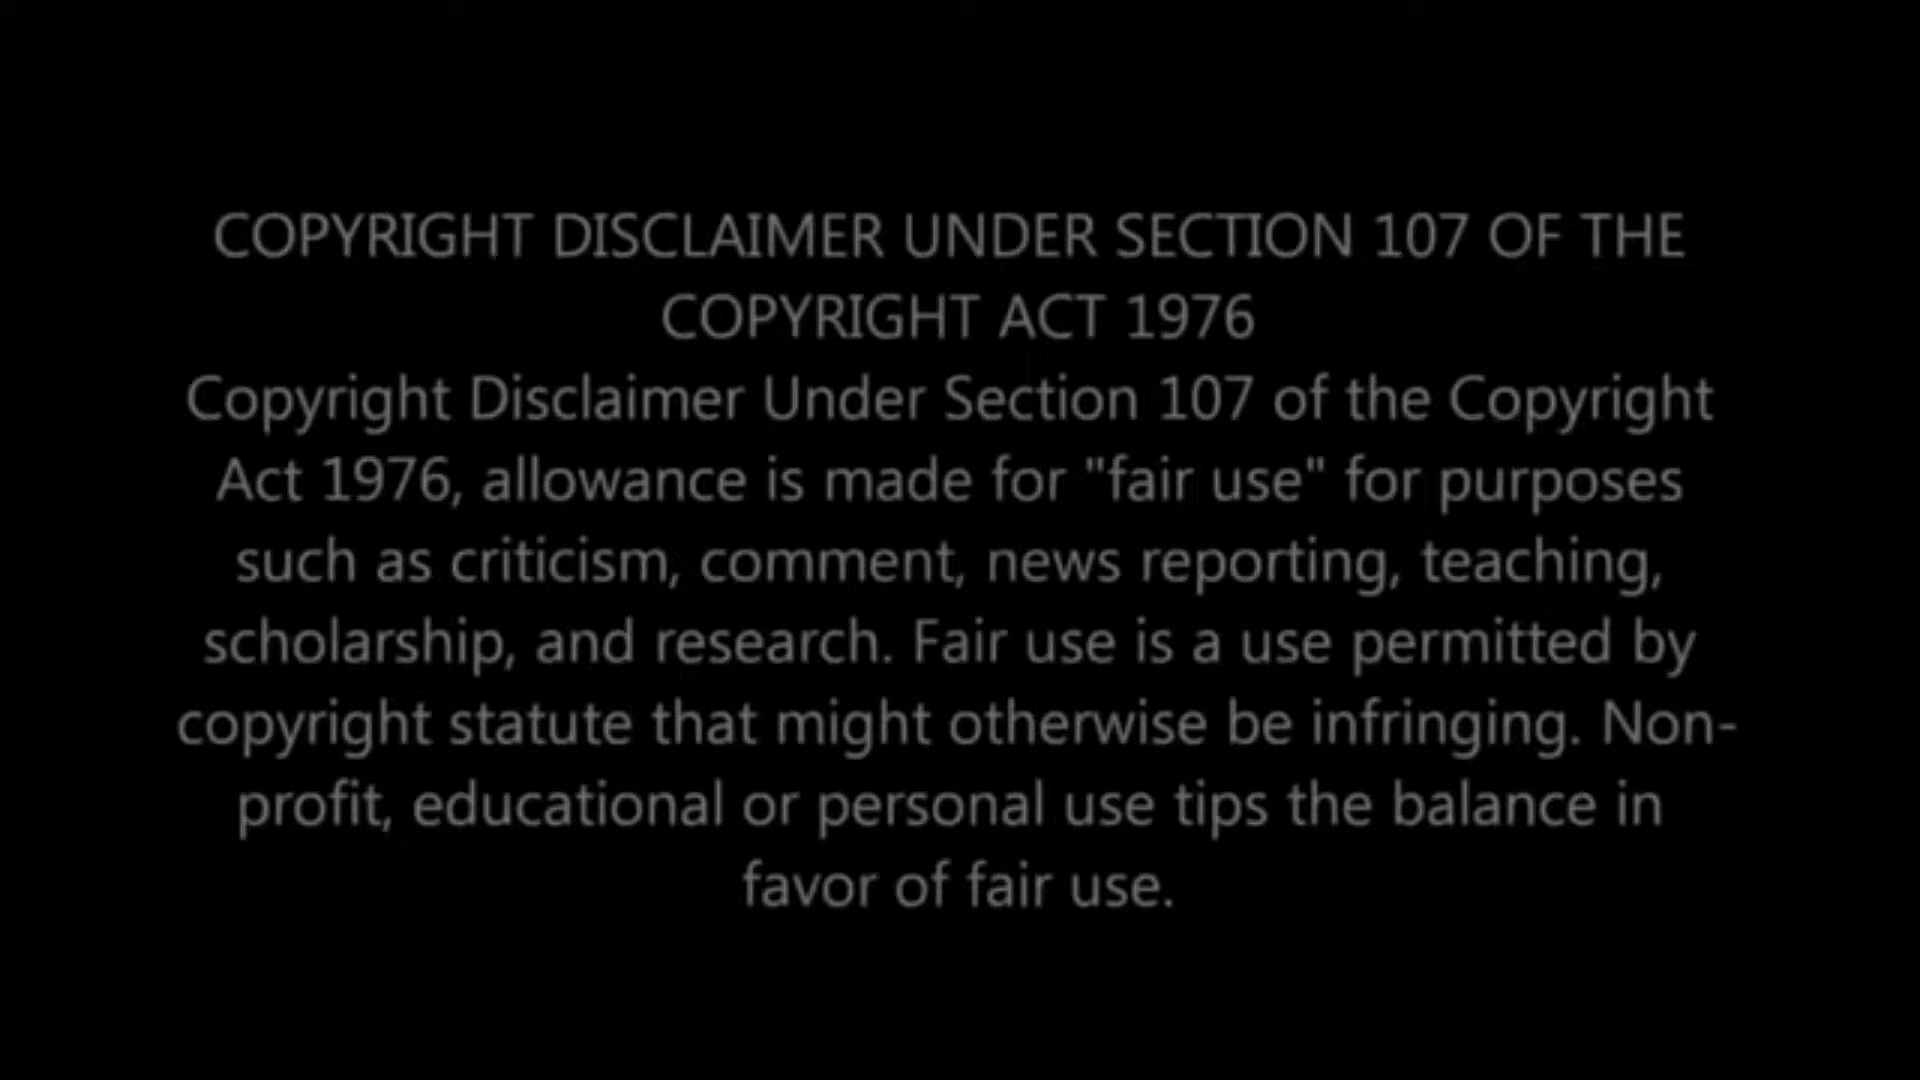 COPYRIGHT DISCLAIMER UNDER SECTION 107 OF THE
COPYRIGHT ACT 1976
Copyright Disclaimer Under Section 107 of the Copyright
Act 1976, allowance is made for "fair use" for purposes
such as criticism, comment, news reporting, teaching,
scholarship, and research. Fair use is a use permitted by
copyright statute that might otherwise be infringing. Non-
profit, educational or personal use tips the balance in
favor of fair use.